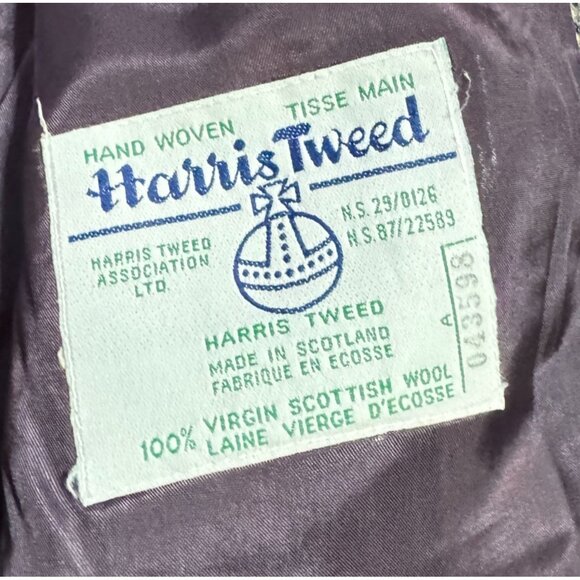 HAND WOVEN TISSE MAIN
Harris Tweed
HARRIS TWEED
ASSOCIATION
LTD.
N.S. 29/0126
N.S. 87/22589
HARRIS TWEED
MADE IN SCOTLAND
FABRIQUE EN ECOSSE
A 043598
100% VIRGIN SCOTTISH WOOL
LAINE VIERGE D'ECOSSE